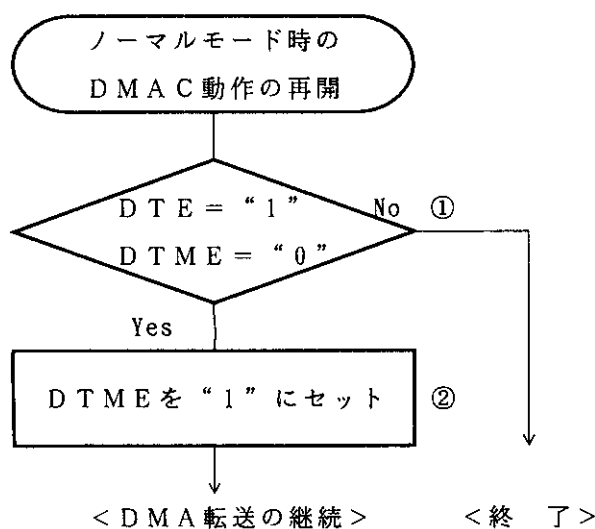 ノーマルモード時の
DMAC動作の再開
DTE=“1”
DTME=“0”
No ①
Yes
DTMEを“1”にセット ②
<DMA転送の継続> <終 了>